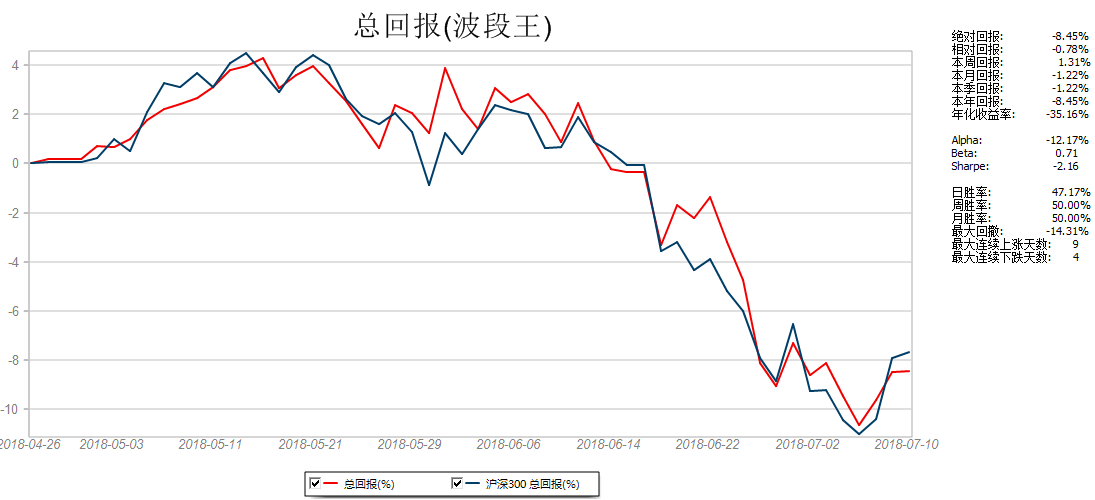 总回报(波段王)
4
2
0
-2
-4
-6
-8
-10
2018-04-26 2018-05-03 2018-05-11 2018-05-21 2018-05-29 2018-06-06 2018-06-14 2018-06-22 2018-07-02 2018-07-10
总回报(%) 沪深300 总回报(%)
绝对回报: -8.45%
相对回报: -0.78%
本周回报: 1.31%
本月回报: -1.22%
本季回报: -1.22%
本年回报: -8.45%
年化收益率: -35.16%
Alpha: -12.17%
Beta: 0.71
Sharpe: -2.16
日胜率: 47.17%
周胜率: 50.00%
月胜率: 50.00%
最大回撤: -14.31%
最大连续上涨天数: 9
最大连续下跌天数: 4